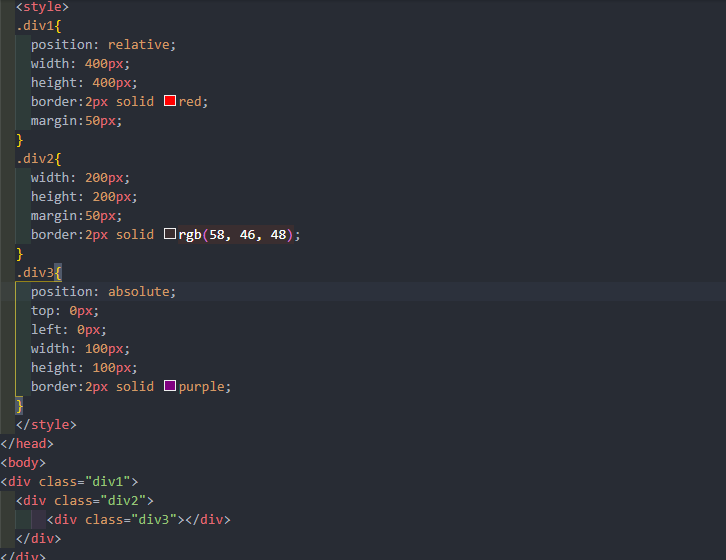 <style>
.div1{
position: relative;
width: 400px;
height: 400px;
border:2px solid red;
margin:50px;
}
.div2{
width: 200px;
height: 200px;
margin:50px;
border:2px solid rgb(58, 46, 48);
}
.div3{
position: absolute;
top: 0px;
left: 0px;
width: 100px;
height: 100px;
border:2px solid purple;
}
</style>
</head>
<body>
<div class="div1">
<div class="div2">
<div class="div3"></div>
</div>
</div>